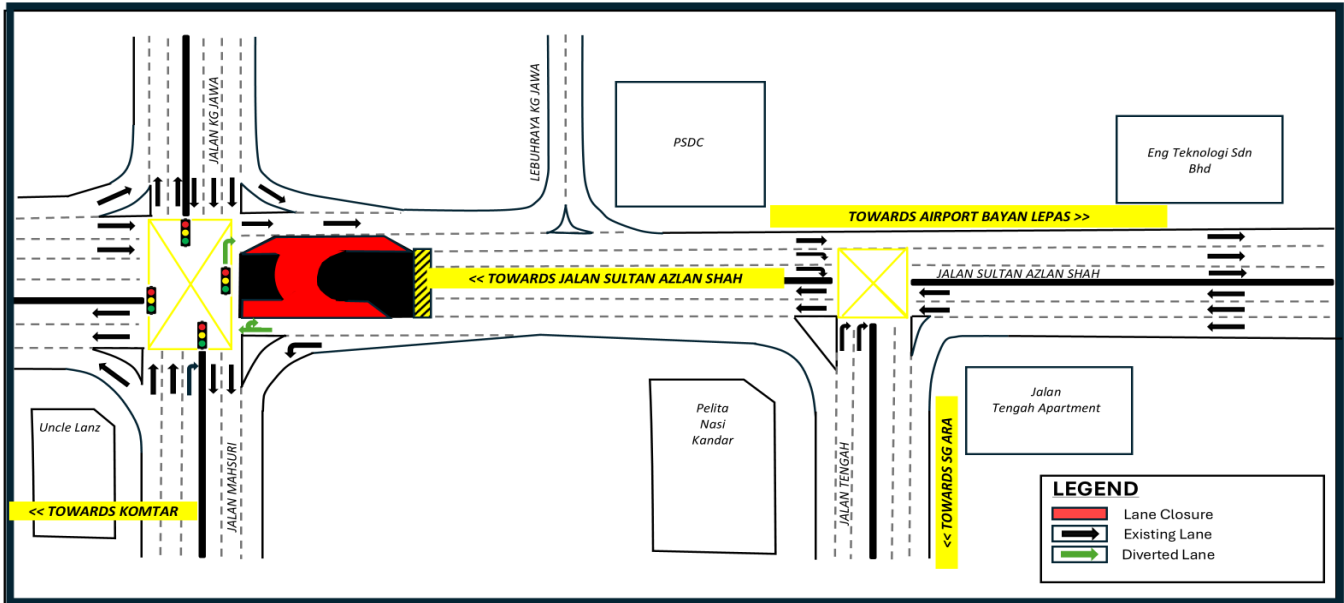 JALAN KG JAWA
LEBUHRAYA KG JAWA
PSDC
Eng Teknologi Sdn
Bhd
TOWARDS AIRPORT BAYAN LEPAS >>
<< TOWARDS JALAN SULTAN AZLAN SHAH
JALAN SULTAN AZLAN SHAH
Uncle Lanz
<< TOWARDS KOMTAR
JALAN MAHSURI
Pelita
Nasi
Kandar
JALAN TENGAH
<< TOWARDS SG ARA
Jalan
Tengah Apartment
LEGEND
Lane Closure
Existing Lane
Diverted Lane